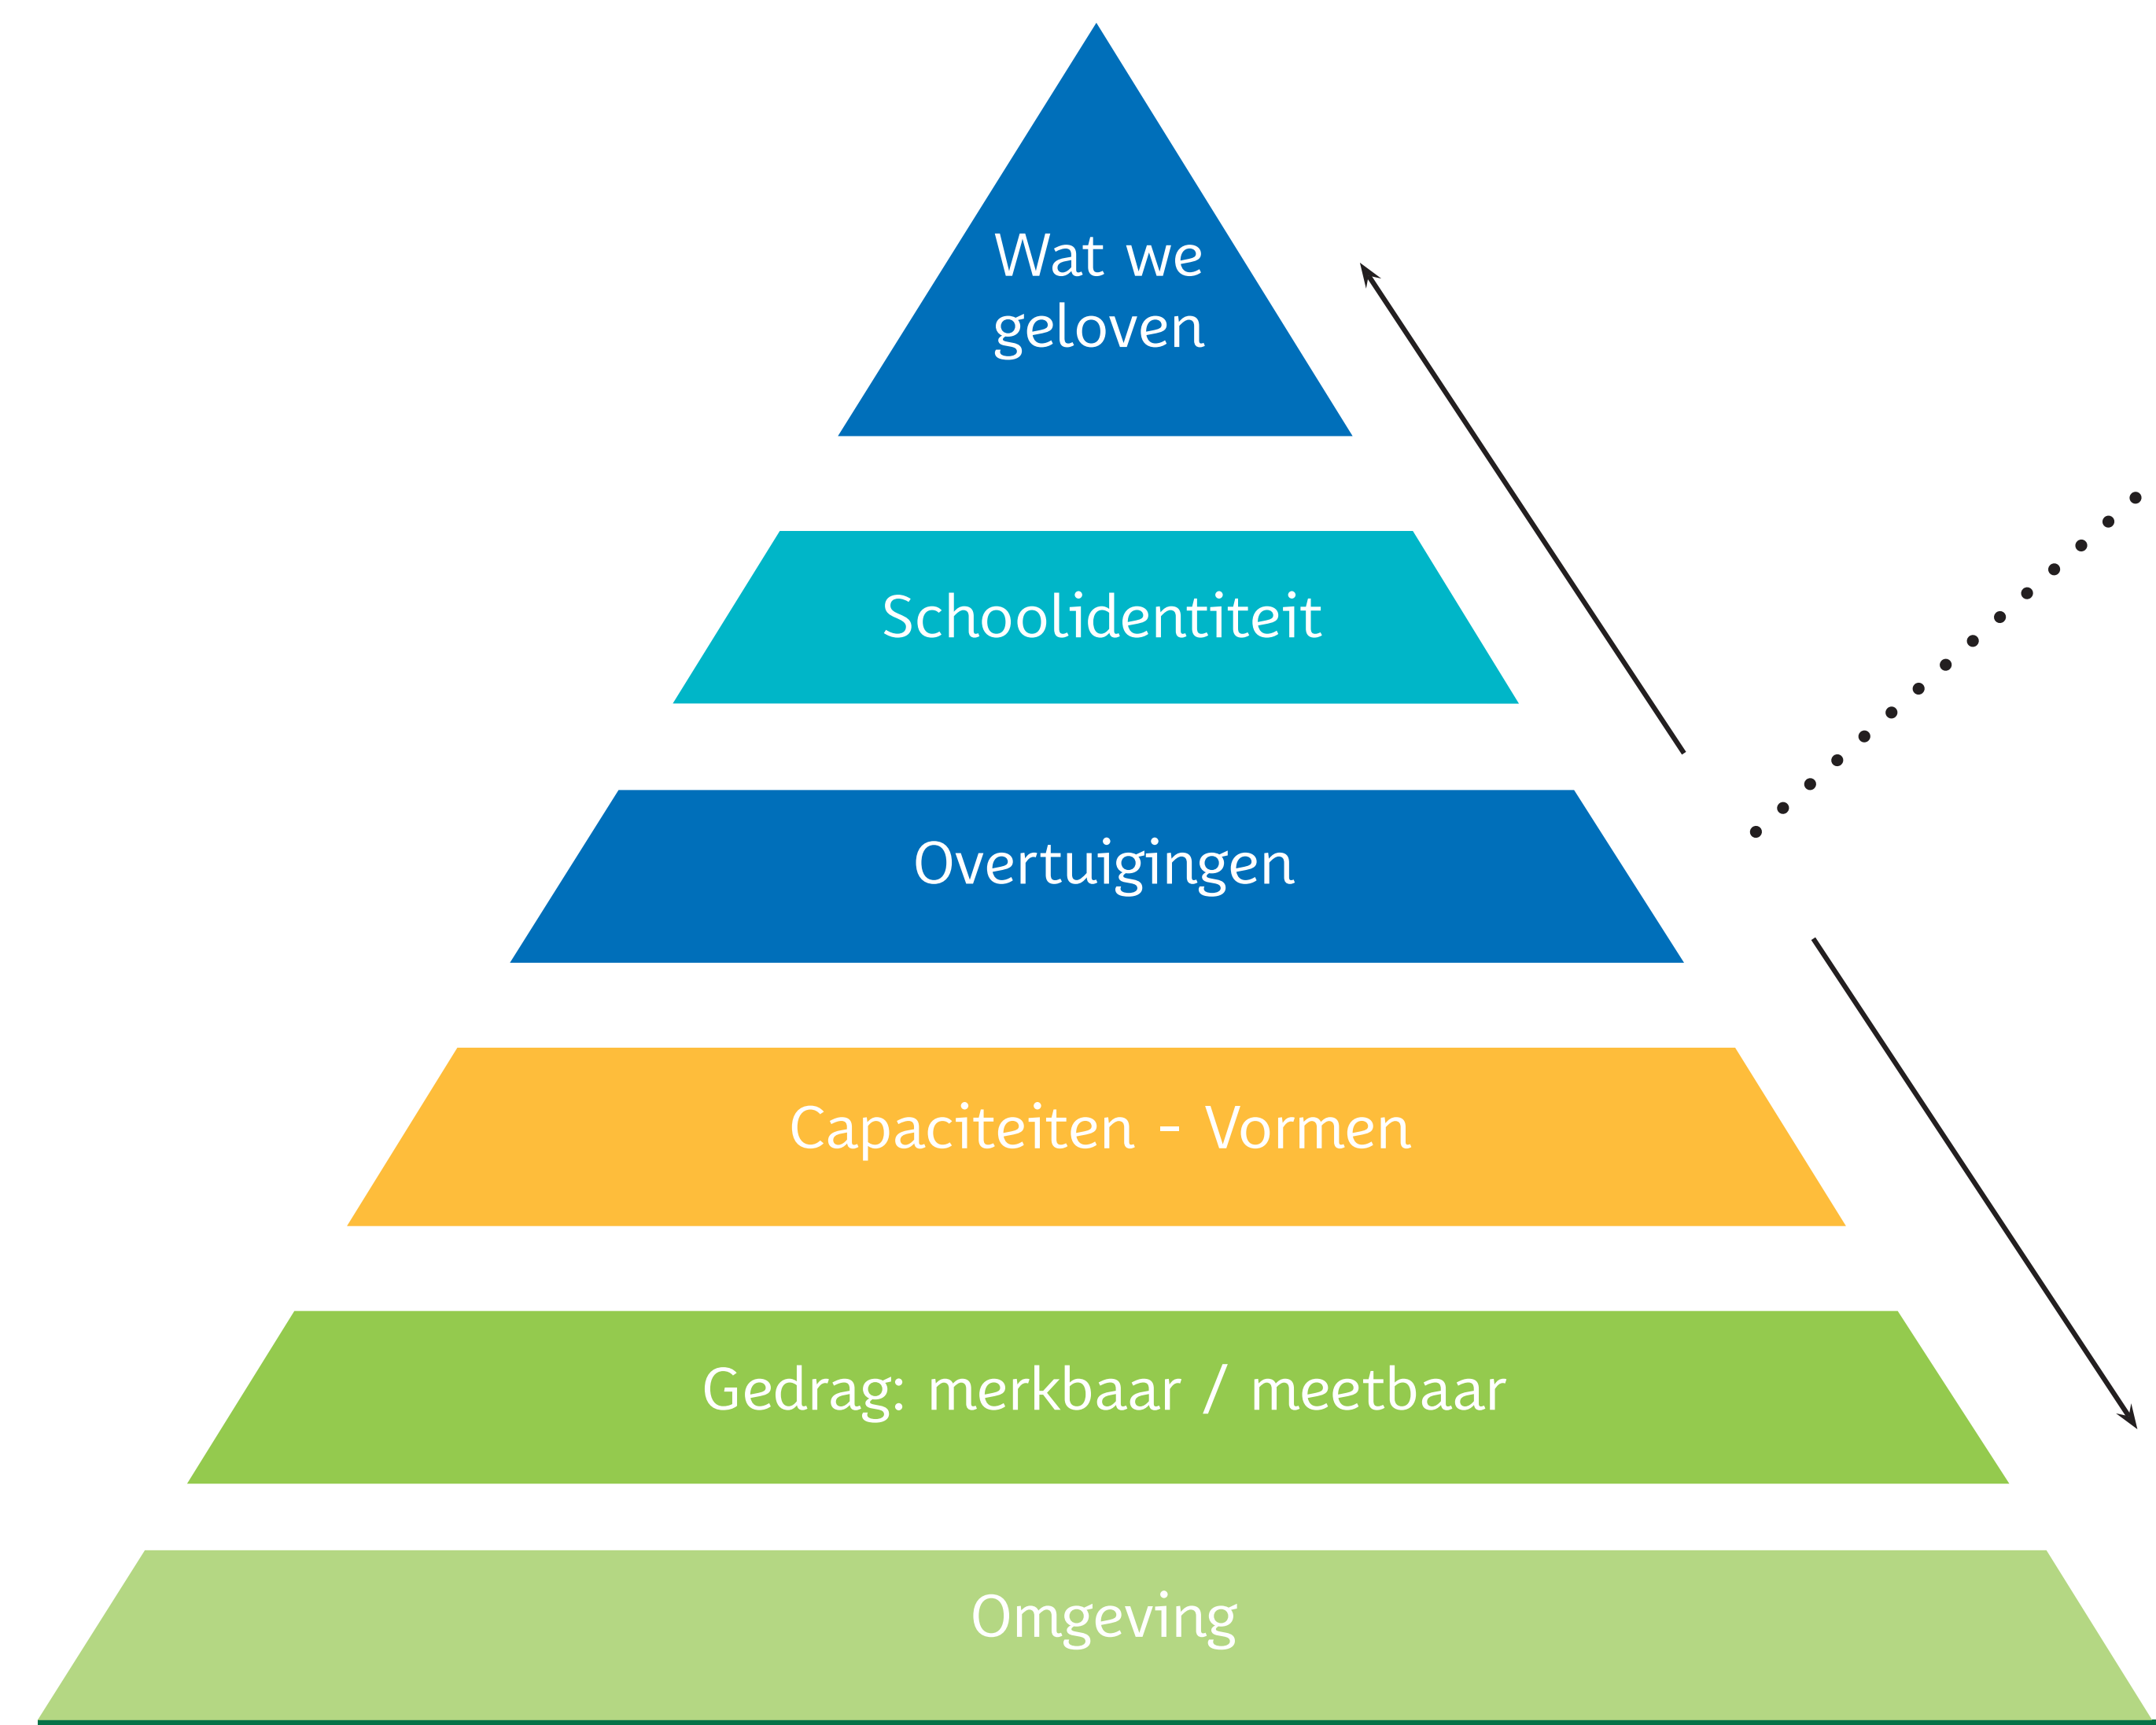 Wat we
geloven
Schoolidentiteit
Overtuigingen
Capaciteiten - Vormen
Gedrag: merkbaar / meetbaar
Omgeving